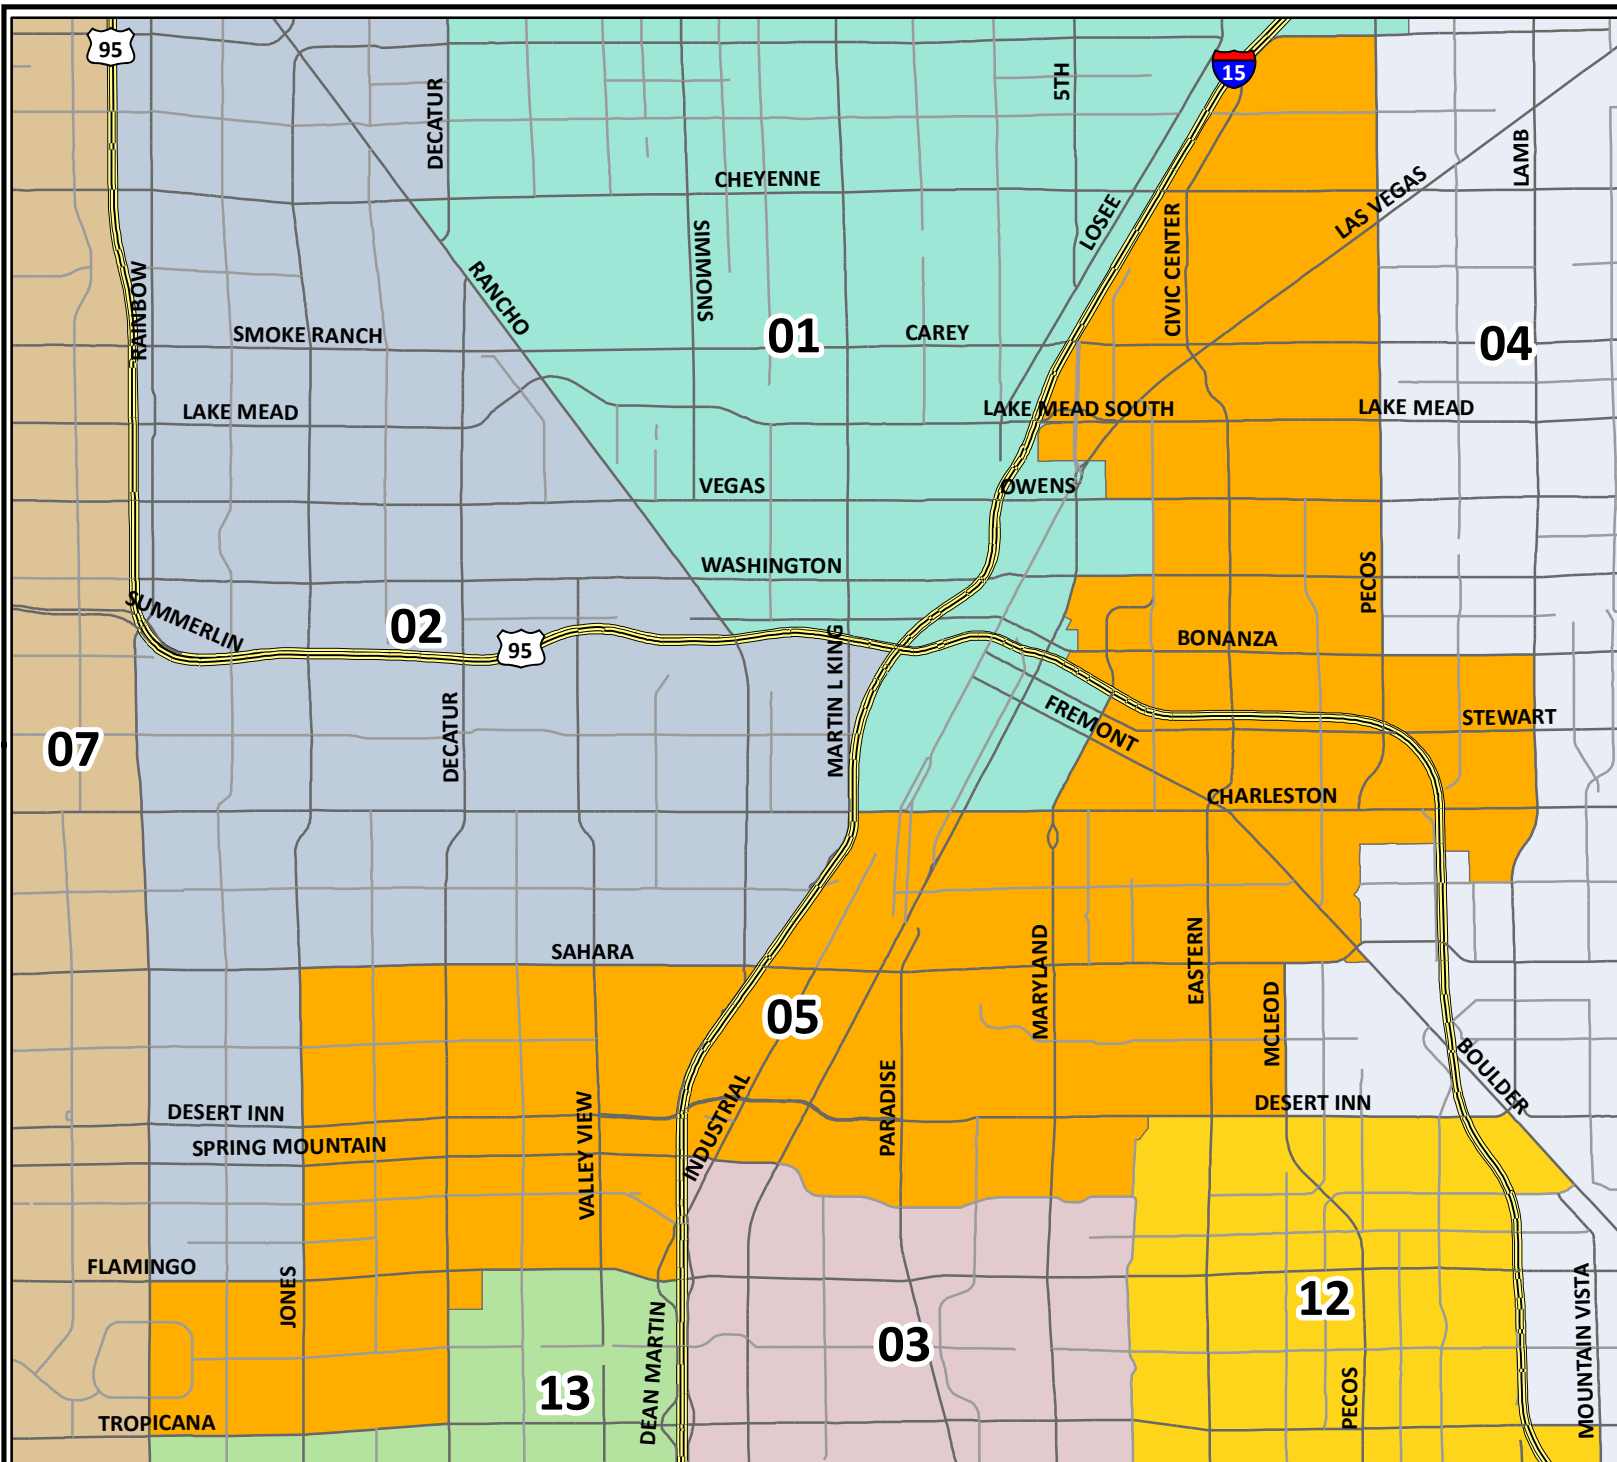 95
15
DECATUR
5TH
LAMB
CHEYENNE
LAS VEGAS
LOSEE
CIVIC CENTER
SIMMONS
RAINBOW
RANCHO
SMOKE RANCH
01
CAREY
04
LAKE MEAD
LAKE MEAD SOUTH
LAKE MEAD
VEGAS
OWENS
WASHINGTON
PECOS
SUMMERLIN
02
95
MARTIN L KING
BONANZA
DECATUR
07
FREMONT
STEWART
CHARLESTON
SAHARA
MARYLAND
EASTERN
MCLEOD
05
BOULDER
INDUSTRIAL
PARADISE
DESERT INN
DESERT INN
VALLEY VIEW
SPRING MOUNTAIN
FLAMINGO
JONES
12
MOUNTAIN VISTA
DEAN MARTIN
03
13
PECOS
TROPICANA